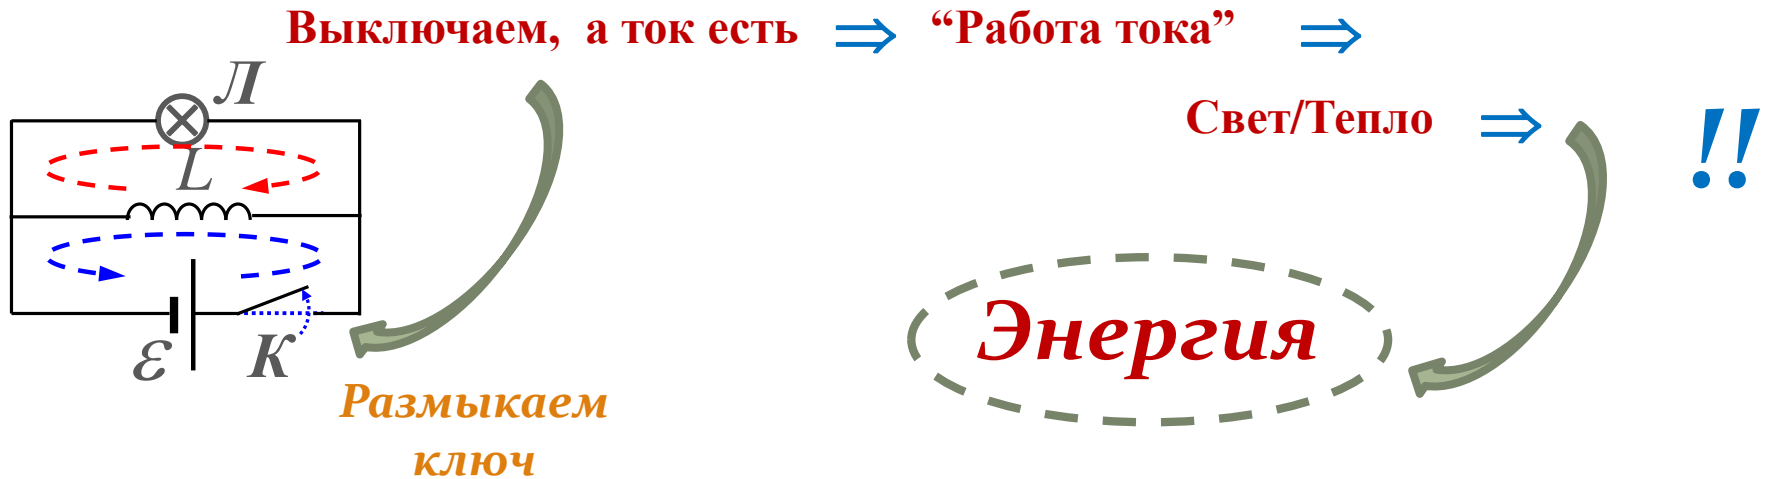 Выключаем, а ток есть ⇒ “Работа тока” ⇒
Свет/Тепло ⇒ !!
Л
L
ℰ
К
Энергия
Размыкаем
ключ